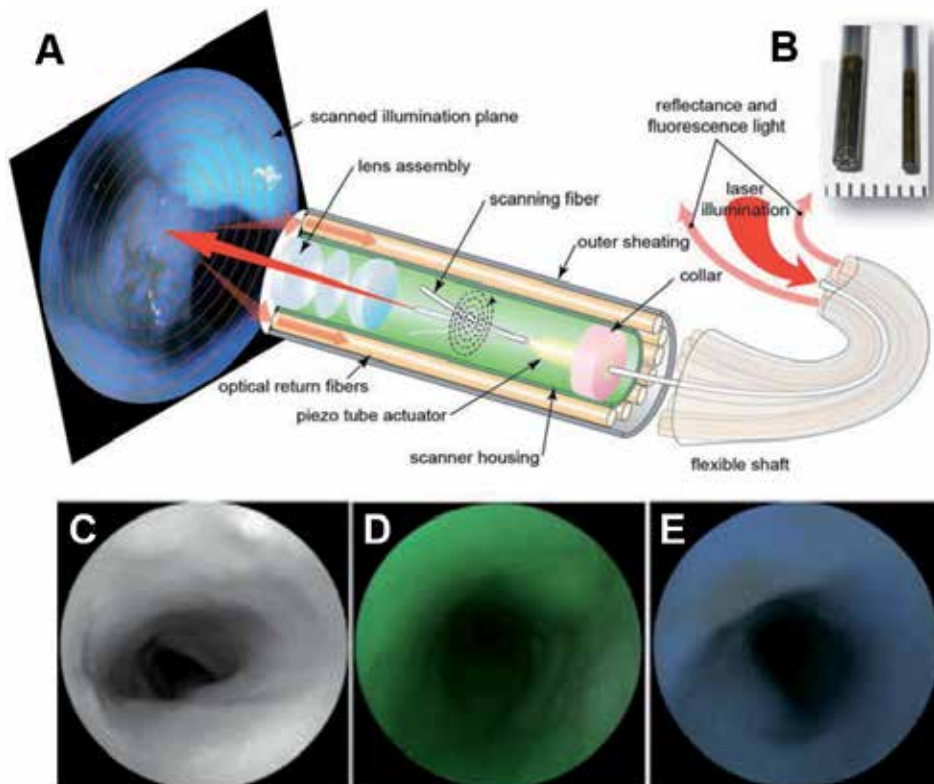 A
B
scanned illumination plane
lens assembly
scanning fiber
reflectance and
fluorescence light
laser
illumination
outer sheating
collar
optical return fibers
piezo tube actuator
scanner housing
flexible shaft
C
D
E